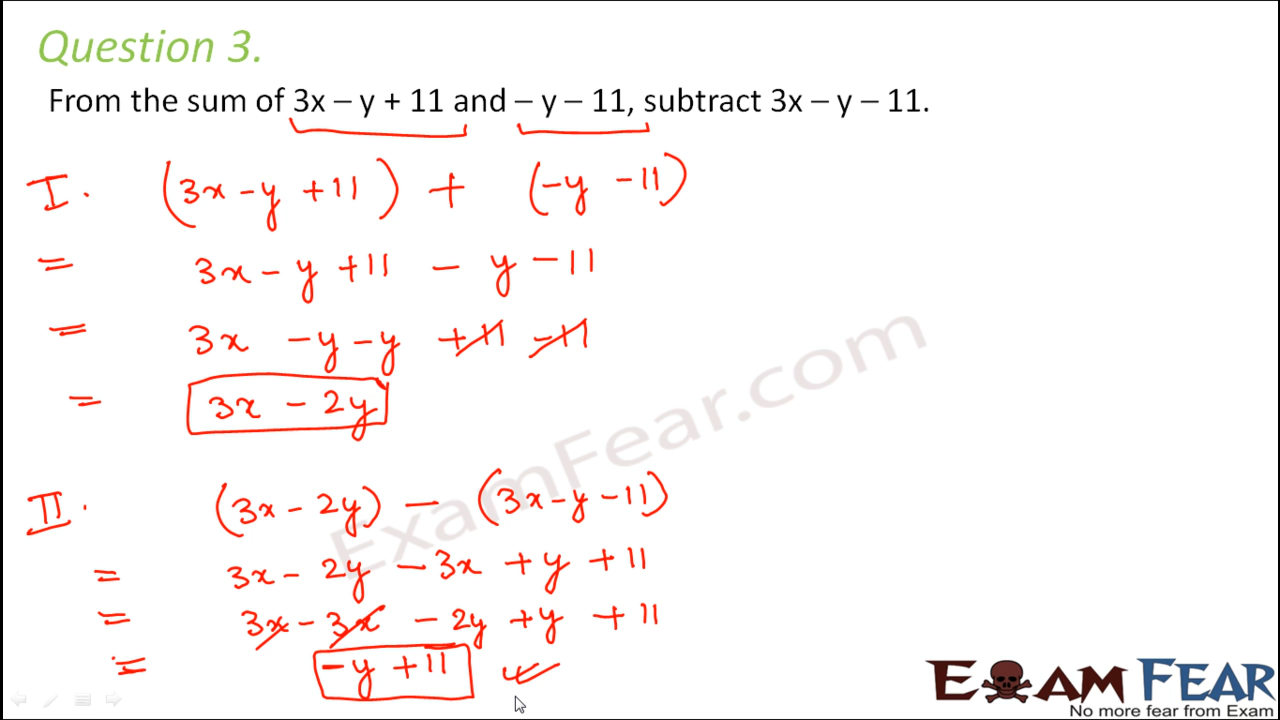 Question 3.
From the sum of 3x – y + 11 and – y – 11, subtract 3x – y – 11.
I. (3x - y + 11) + (-y - 11)
= 3x - y + 11 - y - 11
= 3x - y - y + 11 - 11
= 3x - 2y
II. (3x - 2y) - (3x - y - 11)
= 3x - 2y - 3x + y + 11
= 3x - 3x - 2y + y + 11
= -y + 11
ExamFear.com
EXAM FEAR
No more fear from Exam